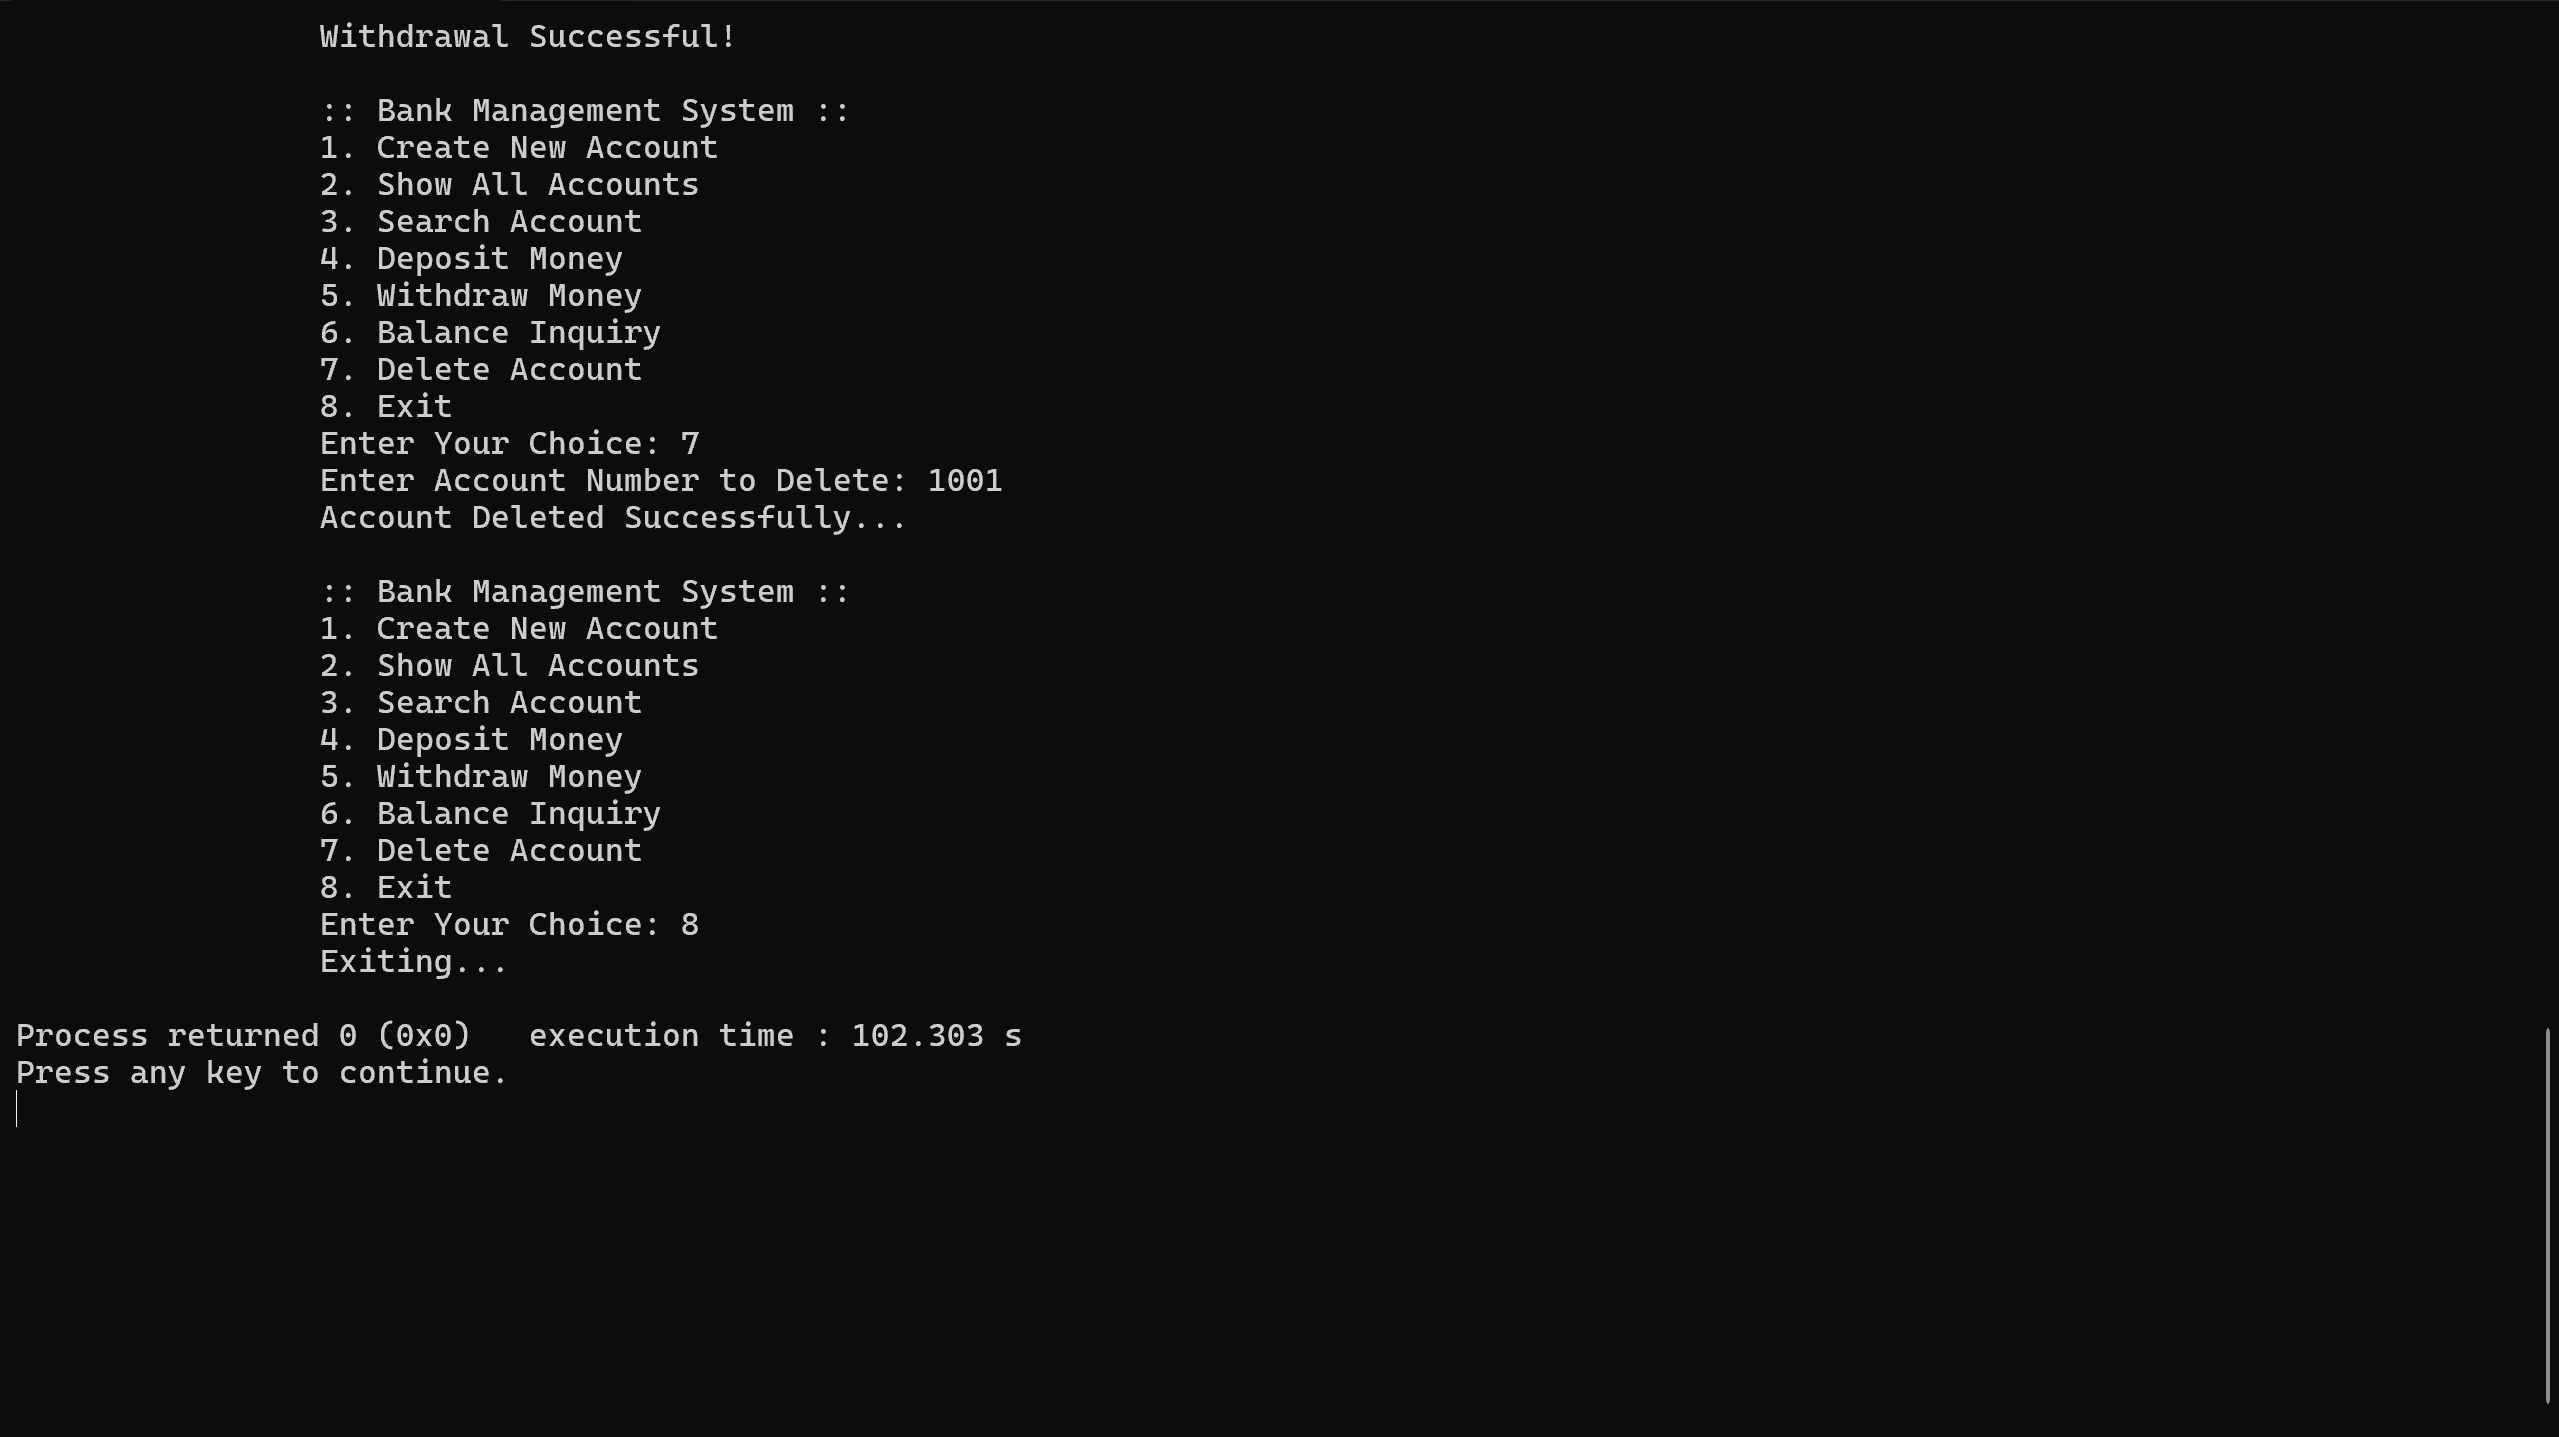 Withdrawal Successful!
:: Bank Management System ::
1. Create New Account
2. Show All Accounts
3. Search Account
4. Deposit Money
5. Withdraw Money
6. Balance Inquiry
7. Delete Account
8. Exit
Enter Your Choice: 7
Enter Account Number to Delete: 1001
Account Deleted Successfully...
:: Bank Management System ::
1. Create New Account
2. Show All Accounts
3. Search Account
4. Deposit Money
5. Withdraw Money
6. Balance Inquiry
7. Delete Account
8. Exit
Enter Your Choice: 8
Exiting...
Process returned 0 (0x0)   execution time : 102.303 s
Press any key to continue.